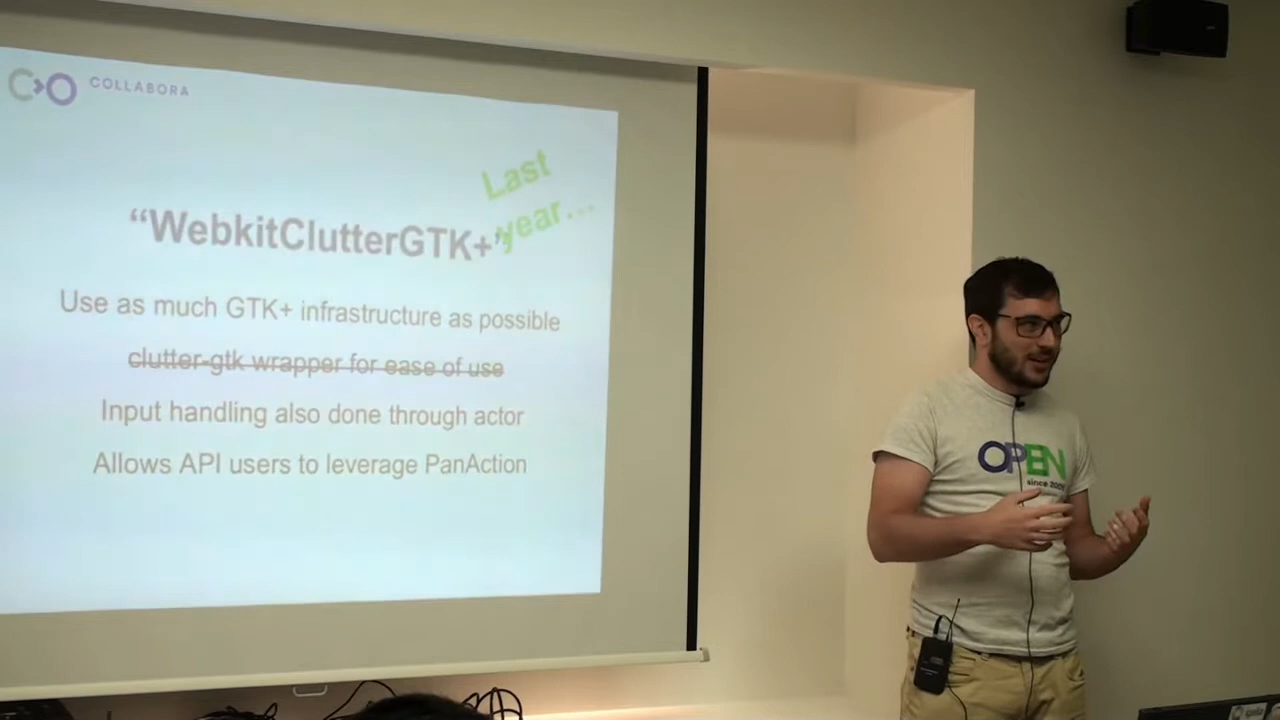 COLLABORA
Last
year...
“WebkitClutterGTK+”
Use as much GTK+ infrastructure as possible
clutter-gtk wrapper for ease of use
Input handling also done through actor
Allows API users to leverage PanAction
OPEN
since